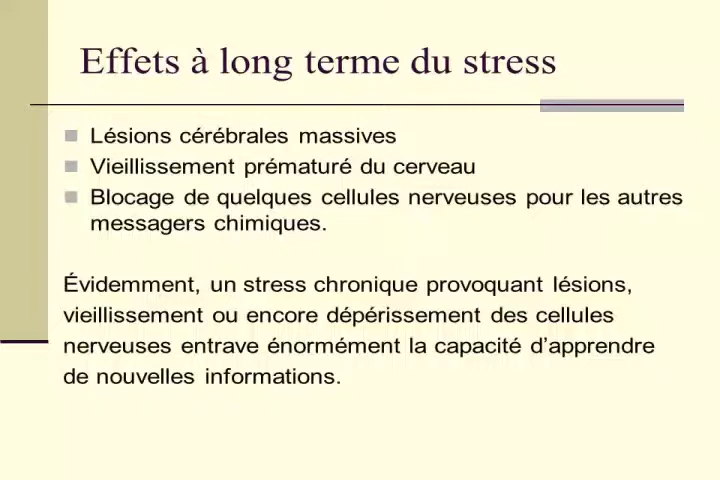 Effets à long terme du stress
Lésions cérébrales massives
Vieillissement prématuré du cerveau
Blocage de quelques cellules nerveuses pour les autres
messagers chimiques.
Évidemment, un stress chronique provoquant lésions,
vieillissement ou encore dépérissement des cellules
nerveuses entrave énormément la capacité d’apprendre
de nouvelles informations.